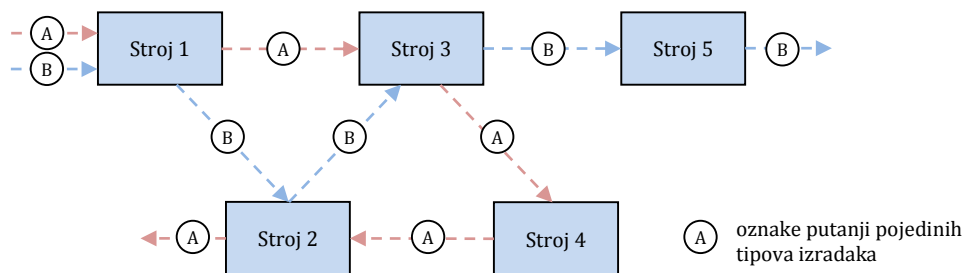 A
B
Stroj 1
A
Stroj 3
B
Stroj 5
B
B
B
A
A
Stroj 2
A
Stroj 4
A
oznake putanji pojedinih
tipova izradaka